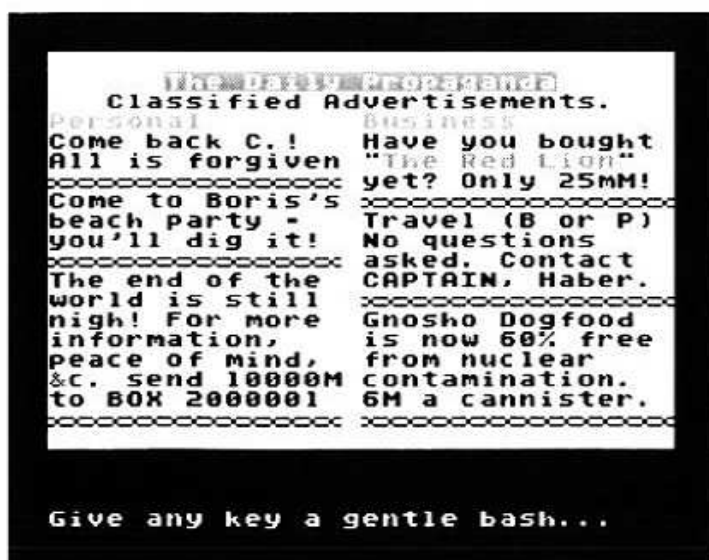 The Daily Propaganda
Classified Advertisements.
Personal
Come back C.!
All is forgiven
Come to Boris's
beach party -
you'll dig it!
The end of the
world is still
nigh! For more
information,
peace of mind,
&c. send 10000M
to BOX 2000001
Business
Have you bought
"The Red Lion"
yet? Only 25mM!
Travel (B or P)
No questions
asked. Contact
CAPTAIN, Haber.
Gnosho Dogfood
is now 60% free
from nuclear
contamination.
6M a cannister.
Give any key a gentle bash...